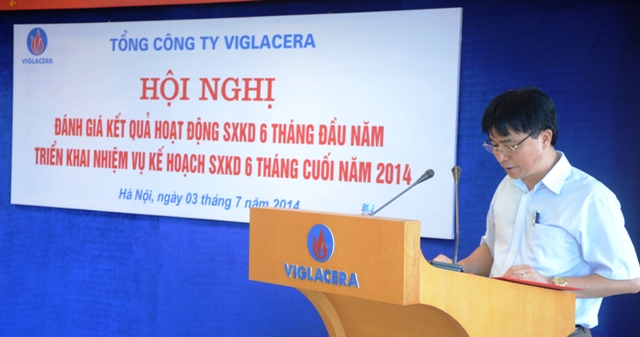 VIGLACERA
TỔNG CÔNG TY VIGLACERA
HỘI NGHỊ
ĐÁNH GIÁ KẾT QUẢ HOẠT ĐỘNG SXKD 6 THÁNG ĐẦU NĂM
TRIỂN KHAI NHIỆM VỤ KẾ HOẠCH SXKD 6 THÁNG CUỐI NĂM 2014
Hà Nội, ngày 03 tháng 7 năm 2014
VIGLACERA